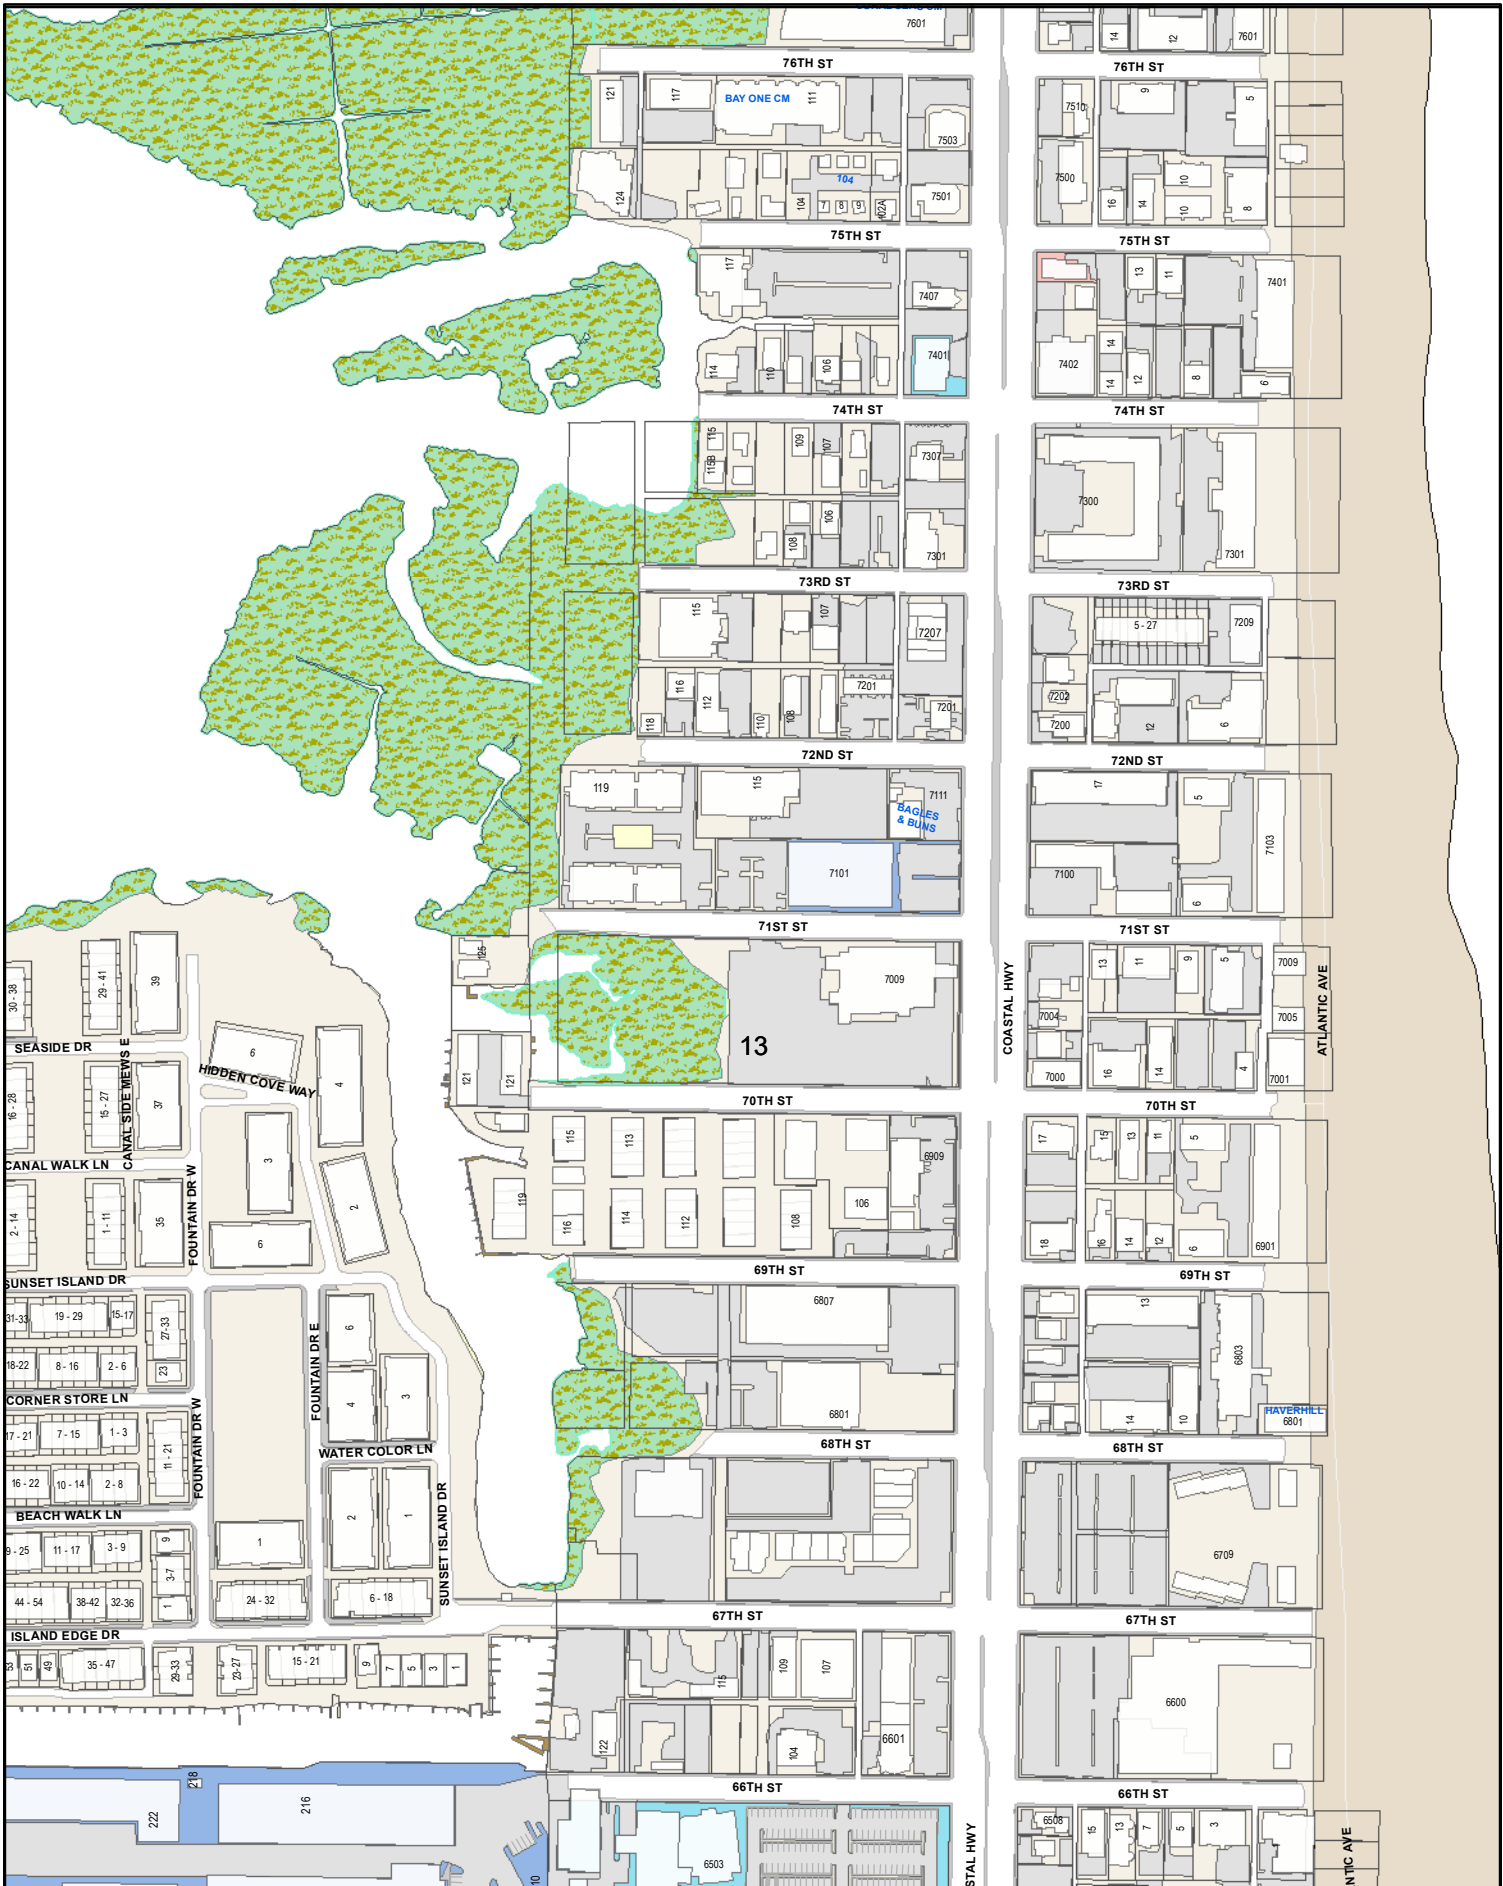 7601
14
12
7601
76TH ST
76TH ST
121
117
BAY ONE CM
111
7503
7510
9
5
124
104
104
7
8
9
102A
7501
7500
16
14
10
10
8
75TH ST
75TH ST
117
7407
13
11
7401
114
110
106
7401
7402
14
14
12
8
6
74TH ST
74TH ST
115
115B
109
107
7307
106
108
7301
7300
7301
73RD ST
73RD ST
115
107
7207
5 - 27
7209
116
112
118
110
108
7201
7201
7202
7200
12
6
72ND ST
72ND ST
119
115
7111
BAGLES
& BUNS
7101
17
5
7103
7100
6
71ST ST
71ST ST
125
7009
13
COASTAL HWY
13
11
9
5
7009
7005
7004
7000
16
14
4
7001
ATLANTIC AVE
30 - 38
29 - 41
39
SEASIDE DR
CANAL SIDE MEWS E
6
HIDDEN COVE WAY
4
121
121
16 - 28
15 - 27
37
70TH ST
70TH ST
CANAL WALK LN
3
2
115
113
6909
119
116
114
112
108
106
17
15
13
11
5
18
16
14
12
6
6901
2 - 14
1 - 11
35
FOUNTAIN DR W
6
69TH ST
69TH ST
SUNSET ISLAND DR
31-33
19 - 29
15-17
27-33
18-22
8 - 16
2 - 6
23
FOUNTAIN DR E
6
4
3
6807
6801
13
6803
14
10
HAVERHILL
6801
CORNER STORE LN
17 - 21
7 - 15
1 - 3
11 - 21
FOUNTAIN DR W
WATER COLOR LN
68TH ST
68TH ST
16 - 22
10 - 14
2 - 8
BEACH WALK LN
2
1
SUNSET ISLAND DR
9 - 25
11 - 17
3 - 9
9
3-7
1
1
6709
44 - 54
38-42
32-36
24 - 32
6 - 18
67TH ST
67TH ST
ISLAND EDGE DR
53
51
49
35 - 47
29-33
23-27
15 - 21
9
7
5
3
1
115
109
107
122
104
6601
6600
66TH ST
66TH ST
218
222
216
10
6503
STAL HWY
6508
15
13
7
5
3
NTIC AVE